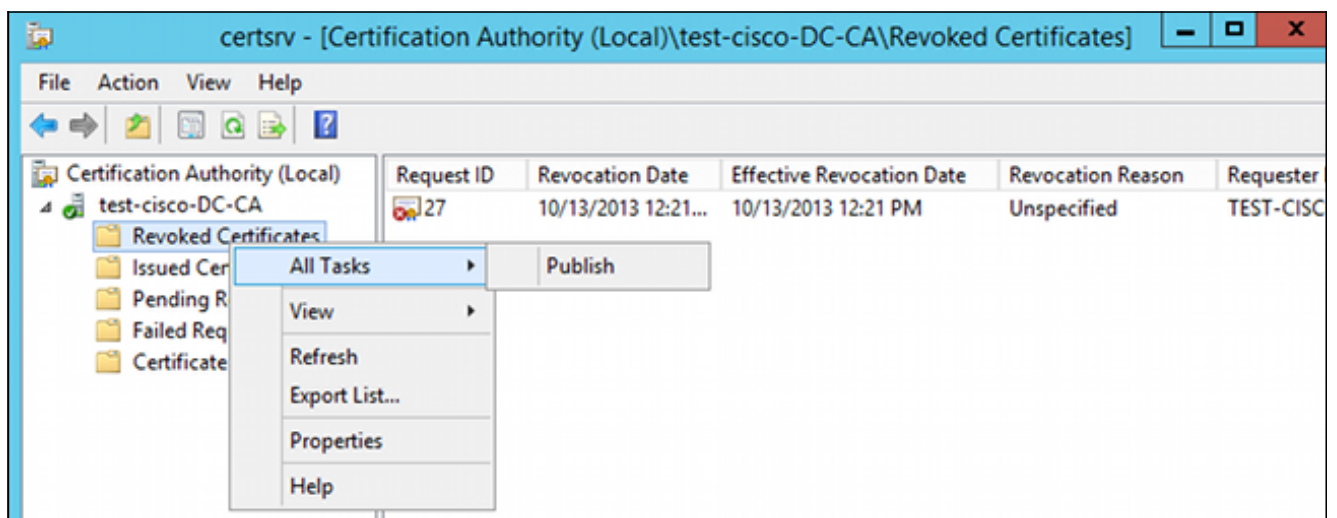 certsrv - [Certification Authority (Local)\test-cisco-DC-CA\Revoked Certificates]
File Action View Help
Certification Authority (Local)
Request ID Revocation Date Effective Revocation Date Revocation Reason Requester
test-cisco-DC-CA
27 10/13/2013 12:21... 10/13/2013 12:21 PM Unspecified TEST-CISC
Revoked Certificates
Issued Cer
All Tasks
Publish
Pending R
View
Failed Req
Certificate
Refresh
Export List...
Properties
Help